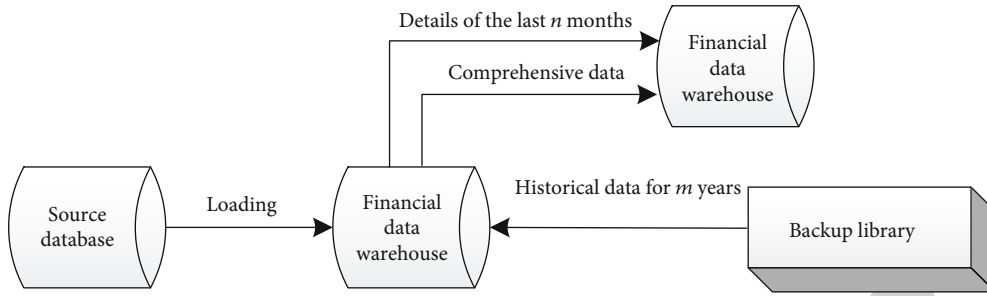 Details of the last n months
Comprehensive data
Financial
data
warehouse
Source
database
Loading
Financial
data
warehouse
Historical data for m years
Backup library